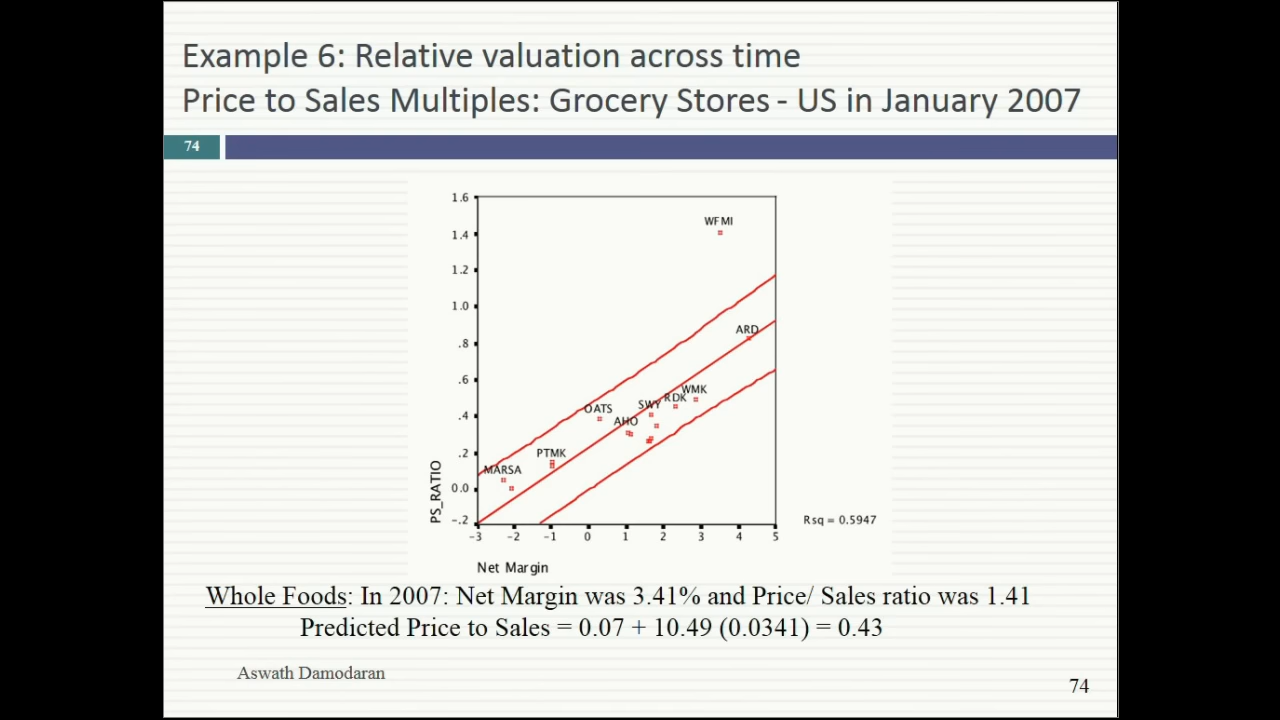 Example 6: Relative valuation across time
Price to Sales Multiples: Grocery Stores - US in January 2007
74
1.6
1.4
1.2
1.0
.8
.6
.4
.2
0.0
-.2
PS_RATIO
WFMI
ARD
WMK
RDK
SWY
OATS
AHO
PTMK
MARSA
-3
-2
-1
0
1
2
3
4
5
Rsq = 0.5947
Net Margin
Whole Foods: In 2007: Net Margin was 3.41% and Price/ Sales ratio was 1.41
Predicted Price to Sales = 0.07 + 10.49 (0.0341) = 0.43
Aswath Damodaran
74